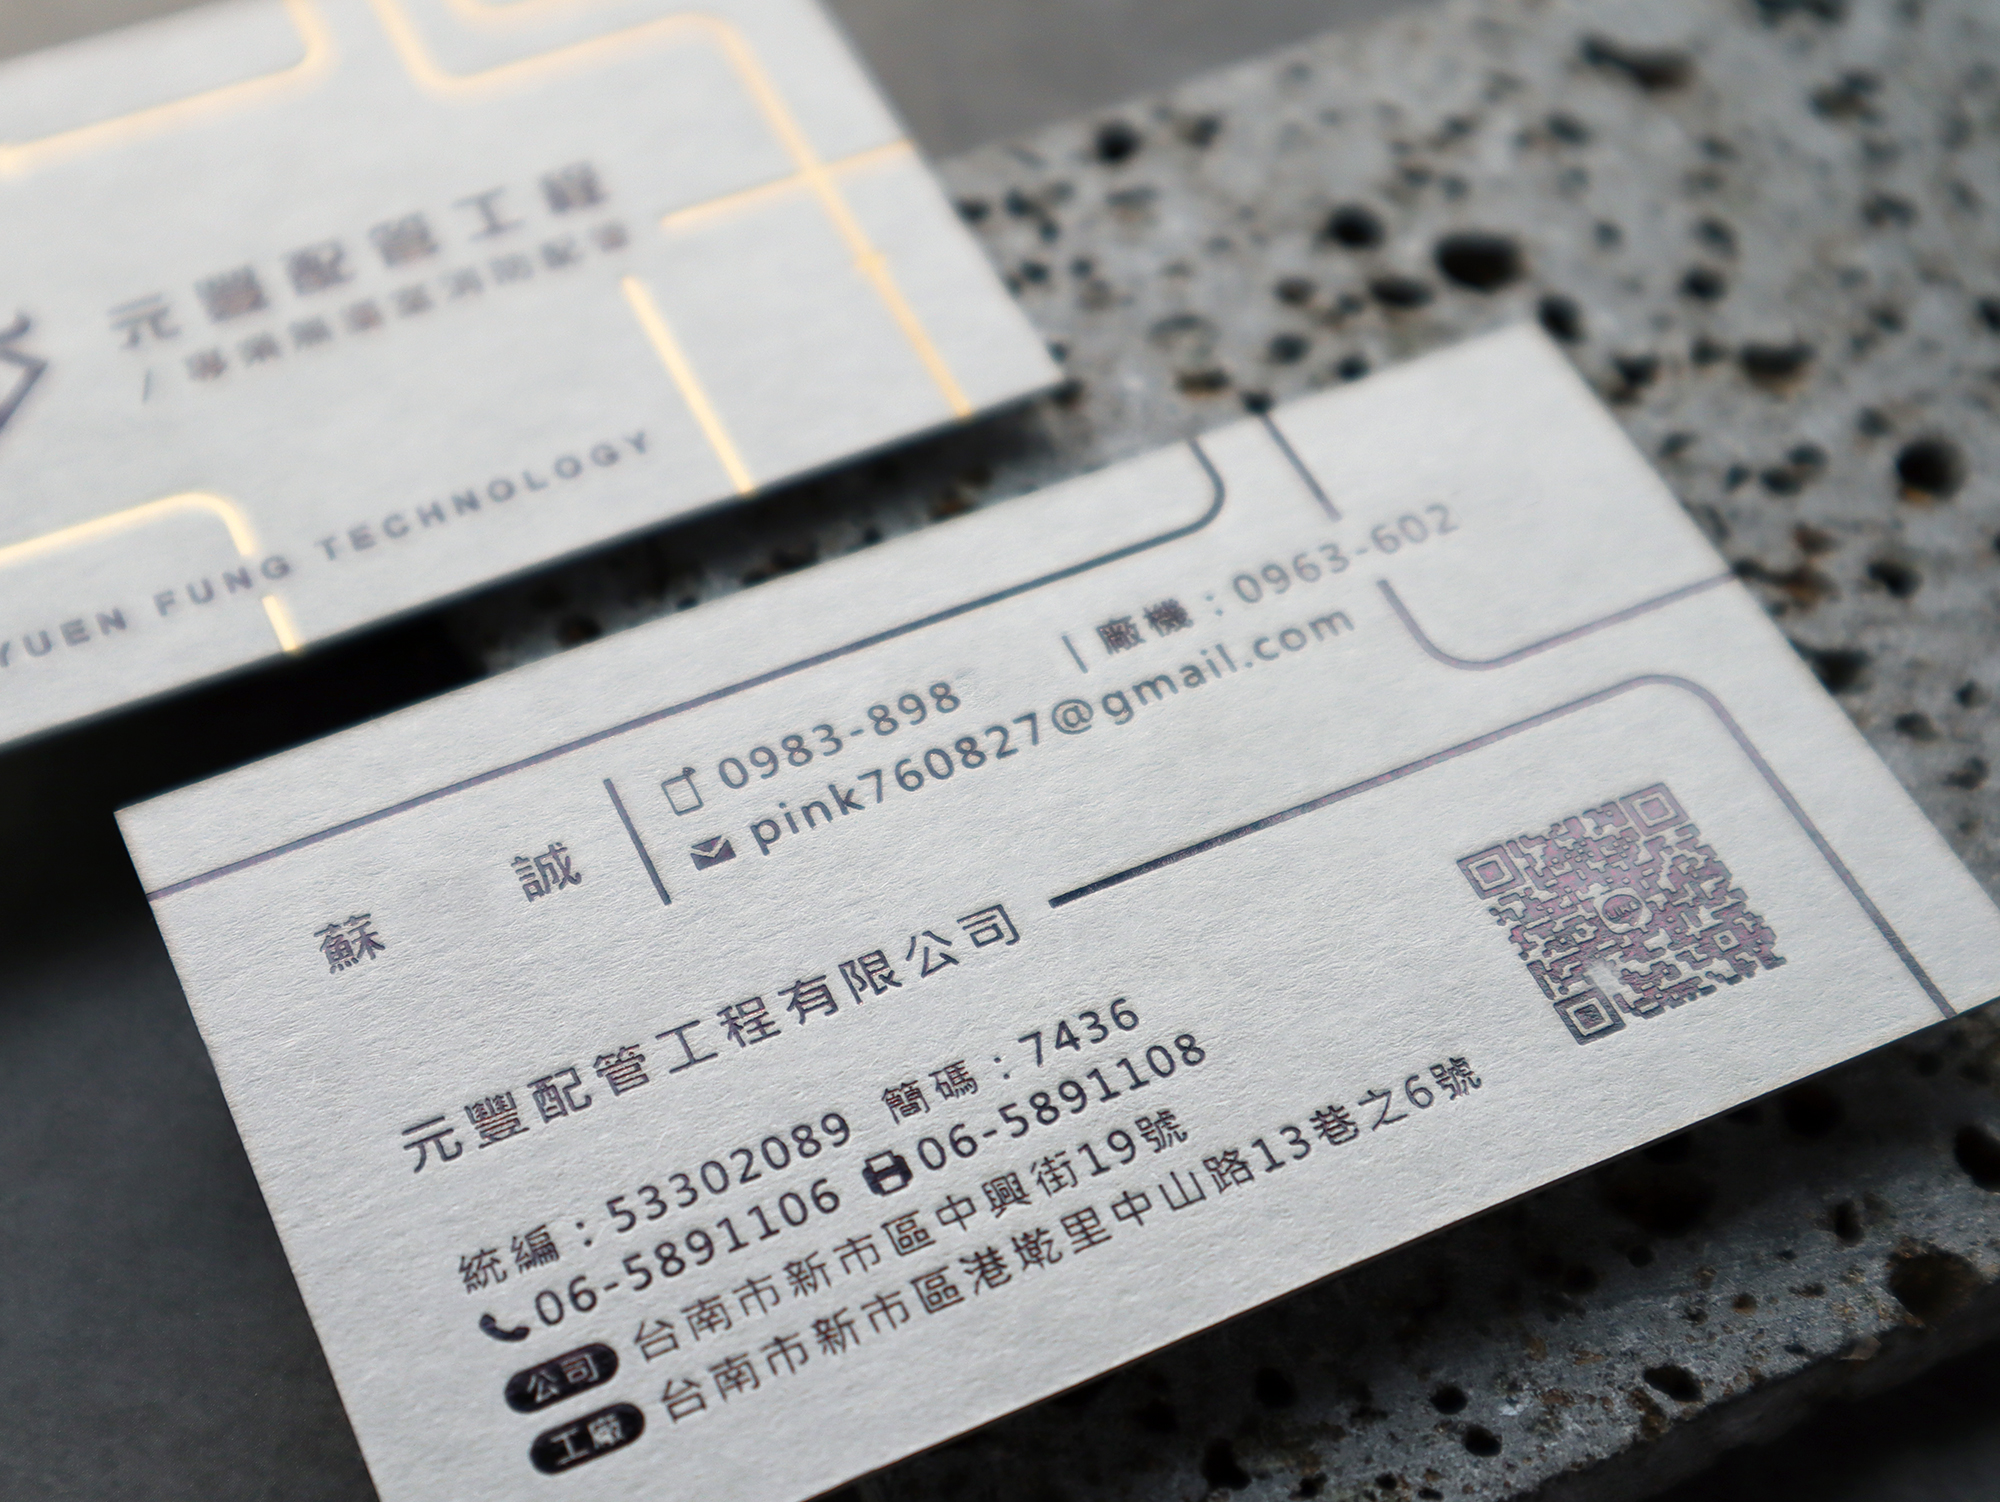 元豐配管工程
YUEN FUNG TECHNOLOGY
蘇 誠
0983-898 | 廠機：0963-602
pink760827@gmail.com
元豐配管工程有限公司
統編：53302089 簡碼：7436
06-5891106 06-5891108
公司 台南市新市區中興街19號
工廠 台南市新市區港墘里中山路13巷之6號